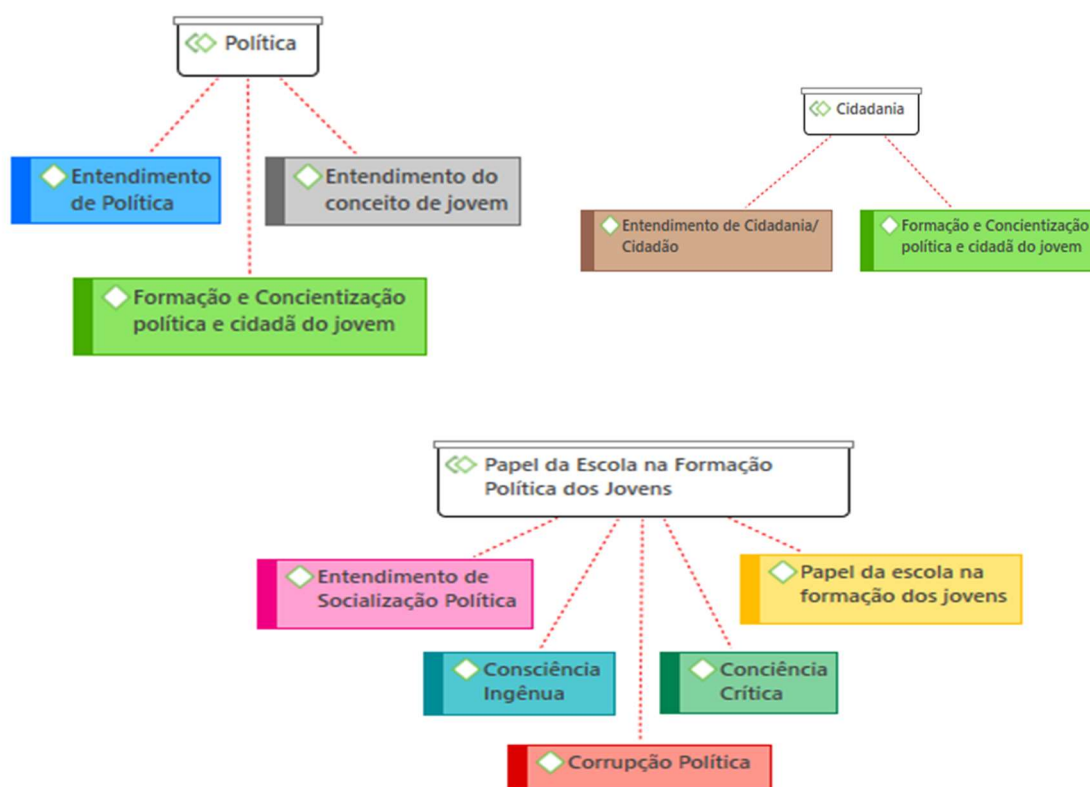 Política
Entendimento
de Política
Entendimento do
conceito de jovem
Formação e Concientização
política e cidadã do jovem
Cidadania
Entendimento de Cidadania/
Cidadão
Formação e Concientização
política e cidadã do jovem
Papel da Escola na Formação
Política dos Jovens
Entendimento de
Socialização Política
Papel da escola na
formação dos jovens
Consciência
Ingênua
Conciência
Crítica
Corrupção Política